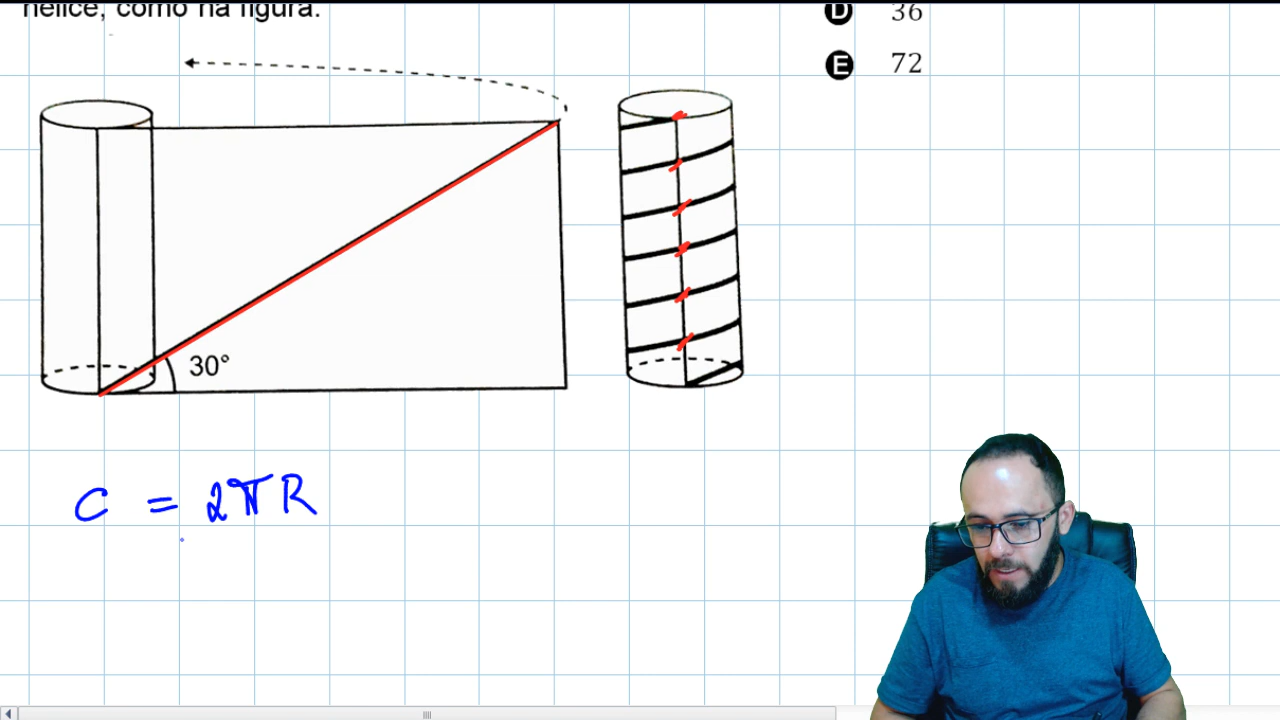 hélice, como na figura.
D 36
E 72
30°
C = 2πR